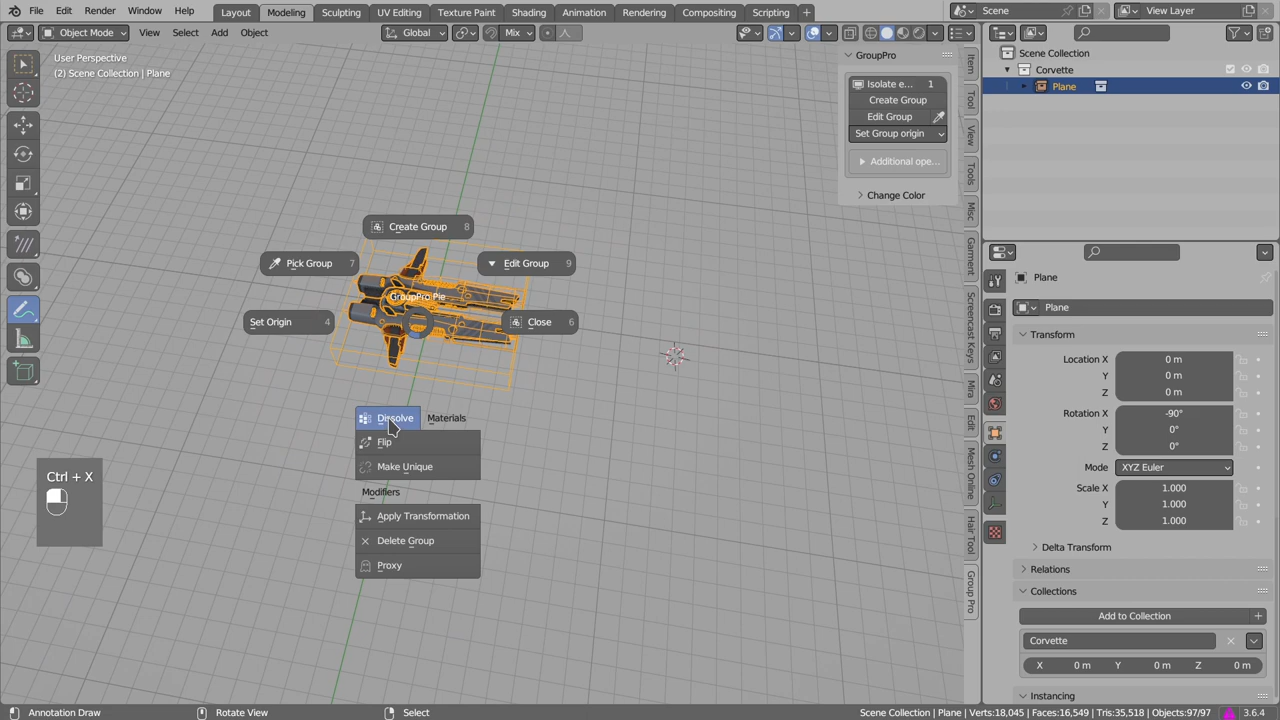 File Edit Render Window Help Layout Modeling Sculpting UV Editing Texture Paint Shading Animation Rendering Compositing Scripting + Scene View Layer
Object Mode View Select Add Object Global Mix
User Perspective
(2) Scene Collection | Plane
GroupPro
Isolate e... 1
Create Group
Edit Group
Set Group origin
Additional ope...
Change Color
Item
Tool
View
Tools
Misc
Garment
Screencast Keys
Mira
Edit
Mesh Online
Hair Tool
Group Pro
Create Group 8
Pick Group 7
Edit Group 9
GroupPro Pie
Set Origin 4
Close 6
Dissolve Materials
Flip
Make Unique
Modifiers
Apply Transformation
Delete Group
Proxy
Ctrl + X
Scene Collection
Corvette
Plane
Plane
Plane
Transform
Location X 0 m
Y 0 m
Z 0 m
Rotation X -90°
Y 0°
Z 0°
Mode XYZ Euler
Scale X 1.000
Y 1.000
Z 1.000
Delta Transform
Relations
Collections
Add to Collection +
Corvette
X 0 m Y 0 m Z 0 m
Instancing
Annotation Draw Rotate View Select Scene Collection | Plane | Verts:18,045 | Faces:16,549 | Tris:35,518 | Objects:97/97 3.6.4